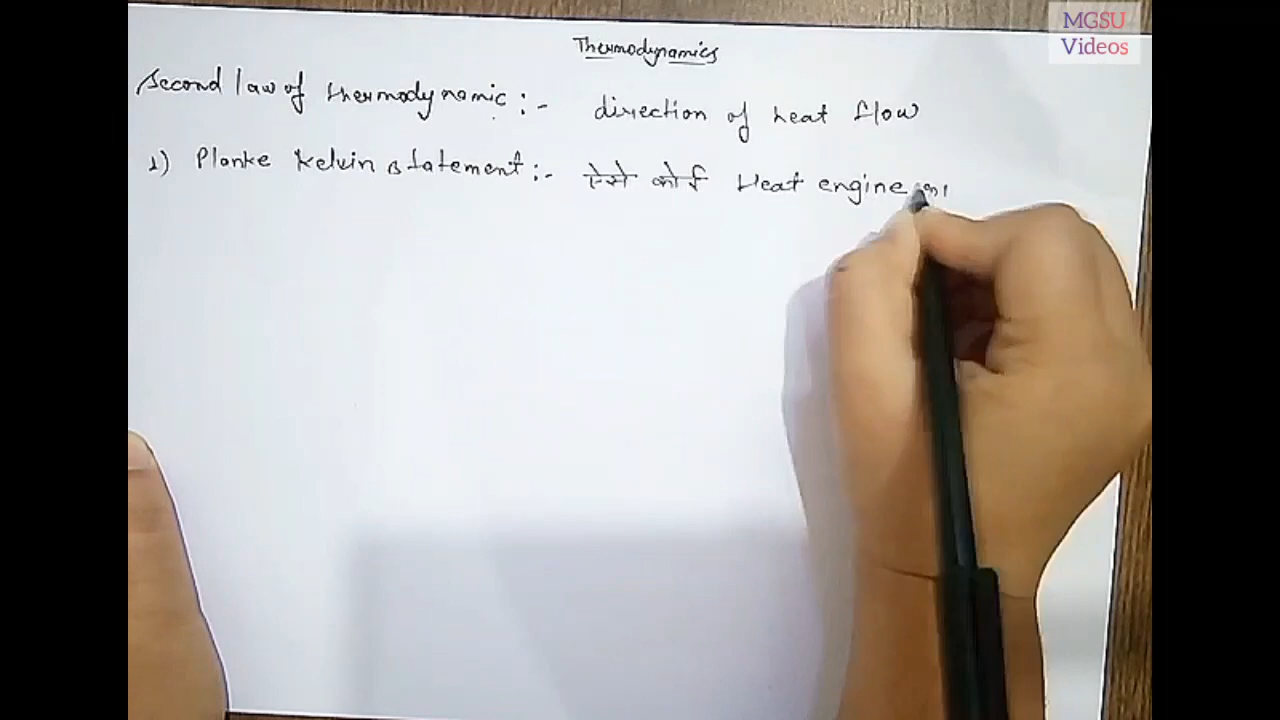 MGSU
Videos
Thermodynamics
Second law of thermodynamic :- direction of heat flow
1) Planke Kelvin statement :- ऐसे कोई Heat engine का